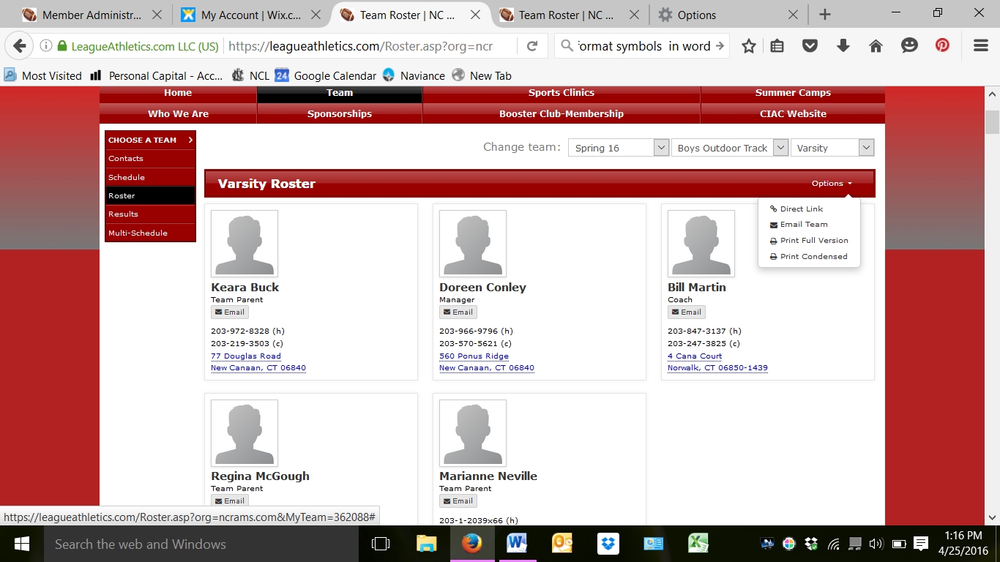 Member Administr... My Account | Wix.c... Team Roster | NC ... Team Roster | NC ... Options
LeagueAthletics.com LLC (US) https://leagueathletics.com/Roster.asp?org=ncr format symbols in word
Most Visited Personal Capital - Acc... NCL 24 Google Calendar Naviance New Tab
Home Team Sports Clinics Summer Camps
Who We Are Sponsorships Booster Club-Membership CIAC Website
CHOOSE A TEAM
Contacts
Schedule
Roster
Results
Multi-Schedule
Change team: Spring 16 Boys Outdoor Track Varsity
Varsity Roster Options
Direct Link
Email Team
Print Full Version
Print Condensed
Keara Buck
Team Parent
Email
203-972-8328 (h)
203-219-3503 (c)
77 Douglas Road
New Canaan, CT 06840
Doreen Conley
Manager
Email
203-966-9796 (h)
203-570-5621 (c)
560 Ponus Ridge
New Canaan, CT 06840
Bill Martin
Coach
Email
203-847-3137 (h)
203-247-3825 (c)
4 Cana Court
Norwalk, CT 06850-1439
Regina McGough
Team Parent
Email
Marianne Neville
Team Parent
Email
203-1-2039x66 (h)
https://leagueathletics.com/Roster.asp?org=ncrams.com&MyTeam=362088#
Search the web and Windows
1:16 PM
4/25/2016